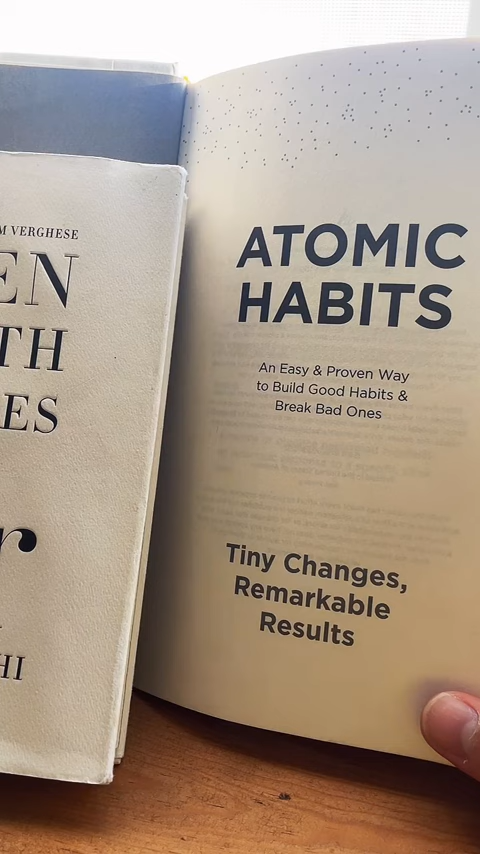 M VERGHESE
EN
TH
ES
r
HI
ATOMIC
HABITS
An Easy & Proven Way
to Build Good Habits &
Break Bad Ones
Tiny Changes,
Remarkable
Results